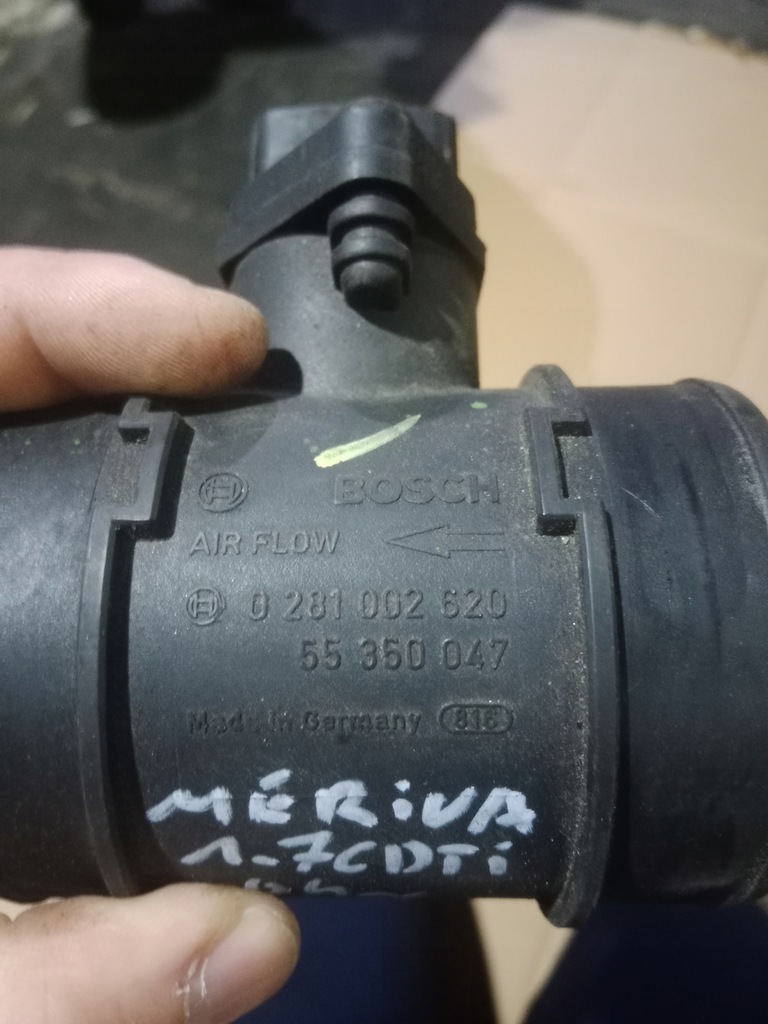 BOSCH
AIR FLOW
0 281 002 620
55 350 047
Made in Germany 816
MÉRiVA
1-7CDTi